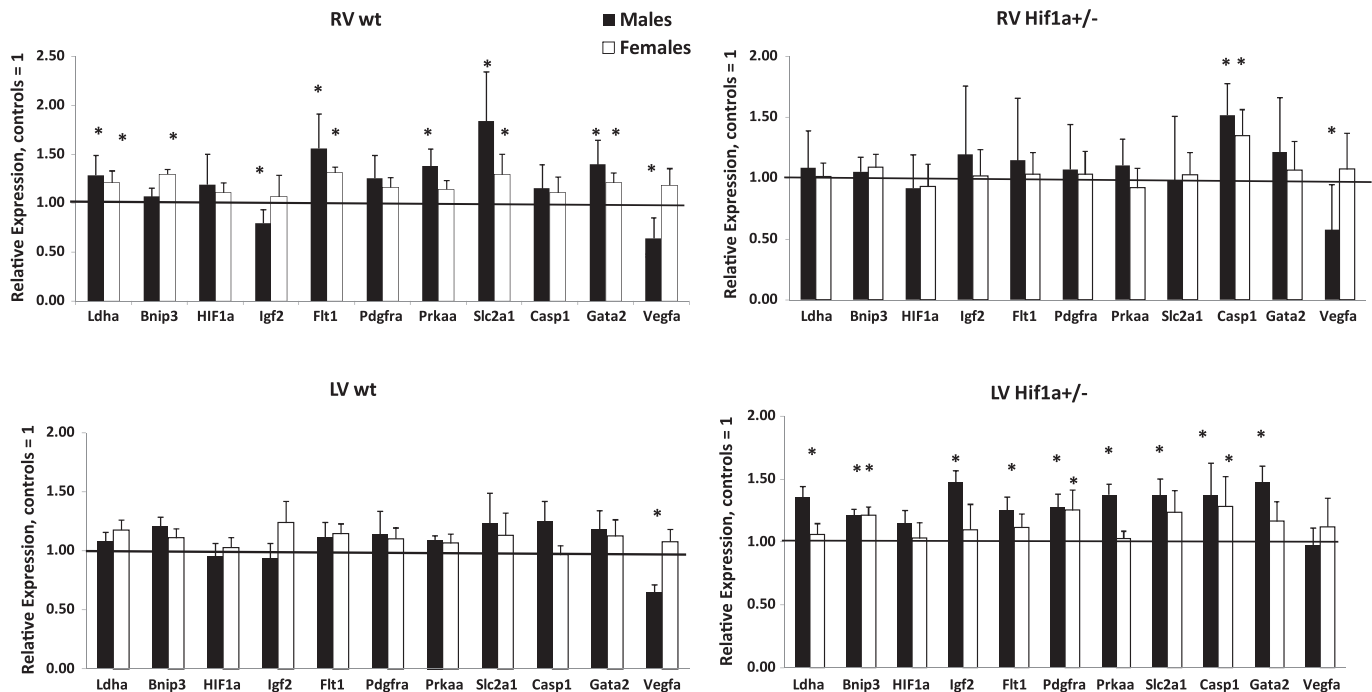 RV wt
Males
Females
Relative Expression, controls = 1
2.50
2.00
1.50
1.00
0.50
0.00
* * * * * * * * * * * *
Ldha Bnip3 HIF1a Igf2 Flt1 Pdgfra Prkaa Slc2a1 Casp1 Gata2 Vegfa
RV Hif1a+/-
Relative Expression, controls = 1
2.00
1.50
1.00
0.50
0.00
* * *
Ldha Bnip3 HIF1a Igf2 Flt1 Pdgfra Prkaa Slc2a1 Casp1 Gata2 Vegfa
LV wt
Relative Expression, controls = 1
2.00
1.50
1.00
0.50
0.00
*
Ldha Bnip3 HIF1a Igf2 Flt1 Pdgfra Prkaa Slc2a1 Casp1 Gata2 Vegfa
LV Hif1a+/-
Relative Expression, controls = 1
2.00
1.50
1.00
0.50
0.00
* * * * * * * * * * * *
Ldha Bnip3 HIF1a Igf2 Flt1 Pdgfra Prkaa Slc2a1 Casp1 Gata2 Vegfa